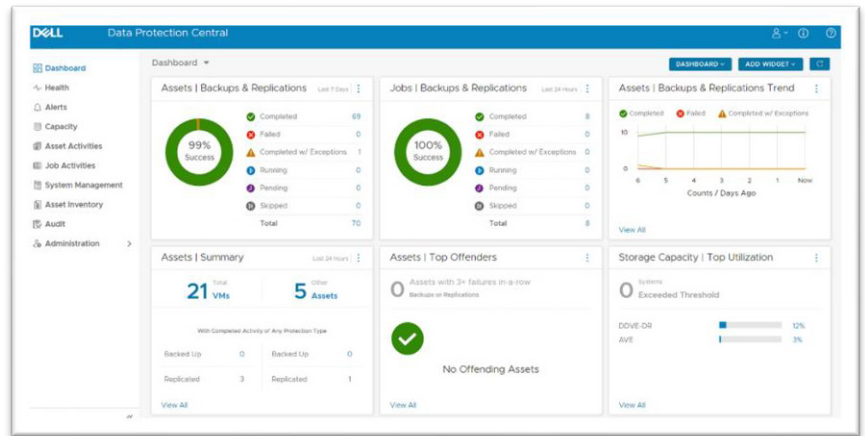 DELL Data Protection Central
Dashboard
Health
Alerts
Capacity
Asset Activities
Job Activities
System Management
Asset Inventory
Audit
Administration
Dashboard
DASHBOARD
ADD WIDGET
Assets | Backups & Replications Last 7 Days
99%
Success
Completed 69
Failed 0
Completed w/ Exceptions 1
Running 0
Pending 0
Skipped 0
Total 70
Jobs | Backups & Replications Last 24 Hours
100%
Success
Completed 8
Failed 0
Completed w/ Exceptions 0
Running 0
Pending 0
Skipped 0
Total 8
Assets | Backups & Replications Trend
Completed Failed Completed w/ Exceptions
10
0
6 5 4 3 2 1 Now
Counts / Days Ago
View All
Assets | Summary Last 24 Hours
21 Total VMs
5 Other Assets
With Completed Activity of Any Protection Type
Backed Up 0 Backed Up 0
Replicated 3 Replicated 1
View All
Assets | Top Offenders
0 Assets with 3+ failures in-a-row
Backups or Replications
No Offending Assets
View All
Storage Capacity | Top Utilization
0 Systems
Exceeded Threshold
DDVE-DR 12%
AVE 3%
View All